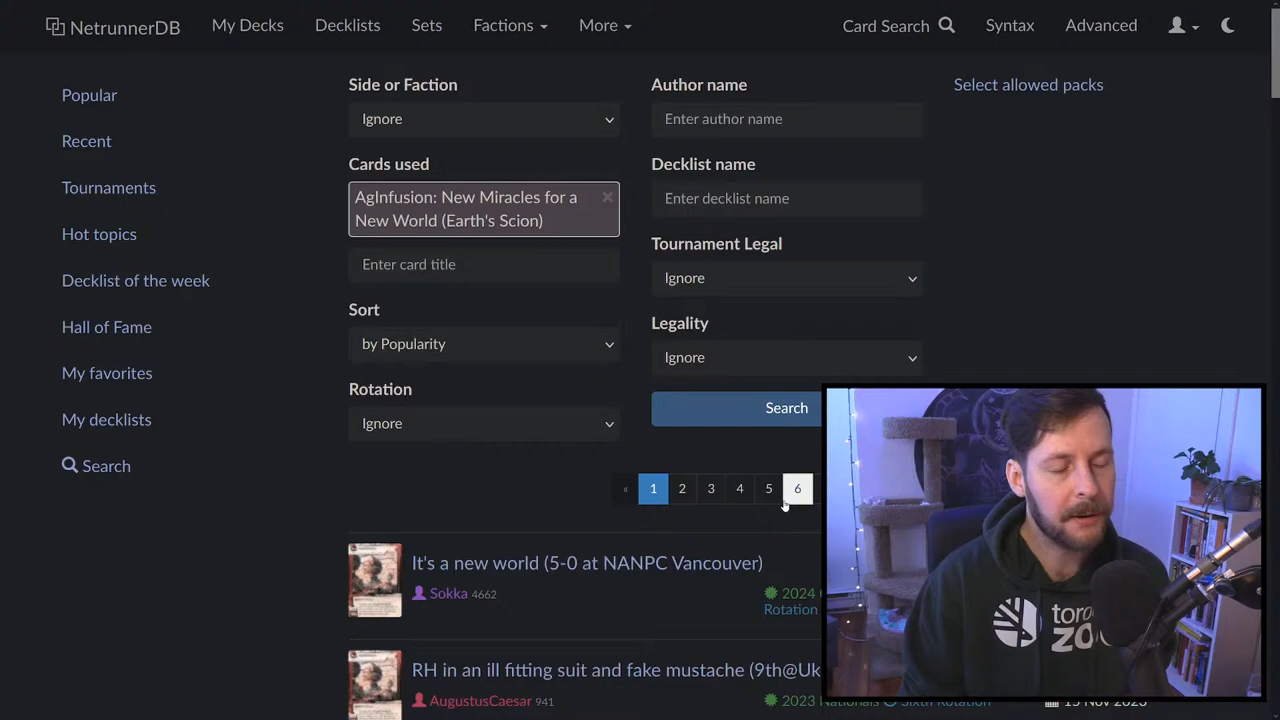 NetrunnerDB My Decks Decklists Sets Factions More Card Search Syntax Advanced
Popular
Recent
Tournaments
Hot topics
Decklist of the week
Hall of Fame
My favorites
My decklists
Search
Side or Faction
Ignore
Cards used
AgInfusion: New Miracles for a
New World (Earth's Scion)
×
Enter card title
Sort
by Popularity
Rotation
Ignore
Author name
Enter author name
Decklist name
Enter decklist name
Tournament Legal
Ignore
Legality
Ignore
Search
Select allowed packs
« 1 2 3 4 5 6
It's a new world (5-0 at NANPC Vancouver)
Sokka 4662
2024
Rotation
RH in an ill fitting suit and fake mustache (9th@Uk
AugustusCaesar 941
2023 Nationals Sixth Rotation
15 Nov 2023
toro
zo